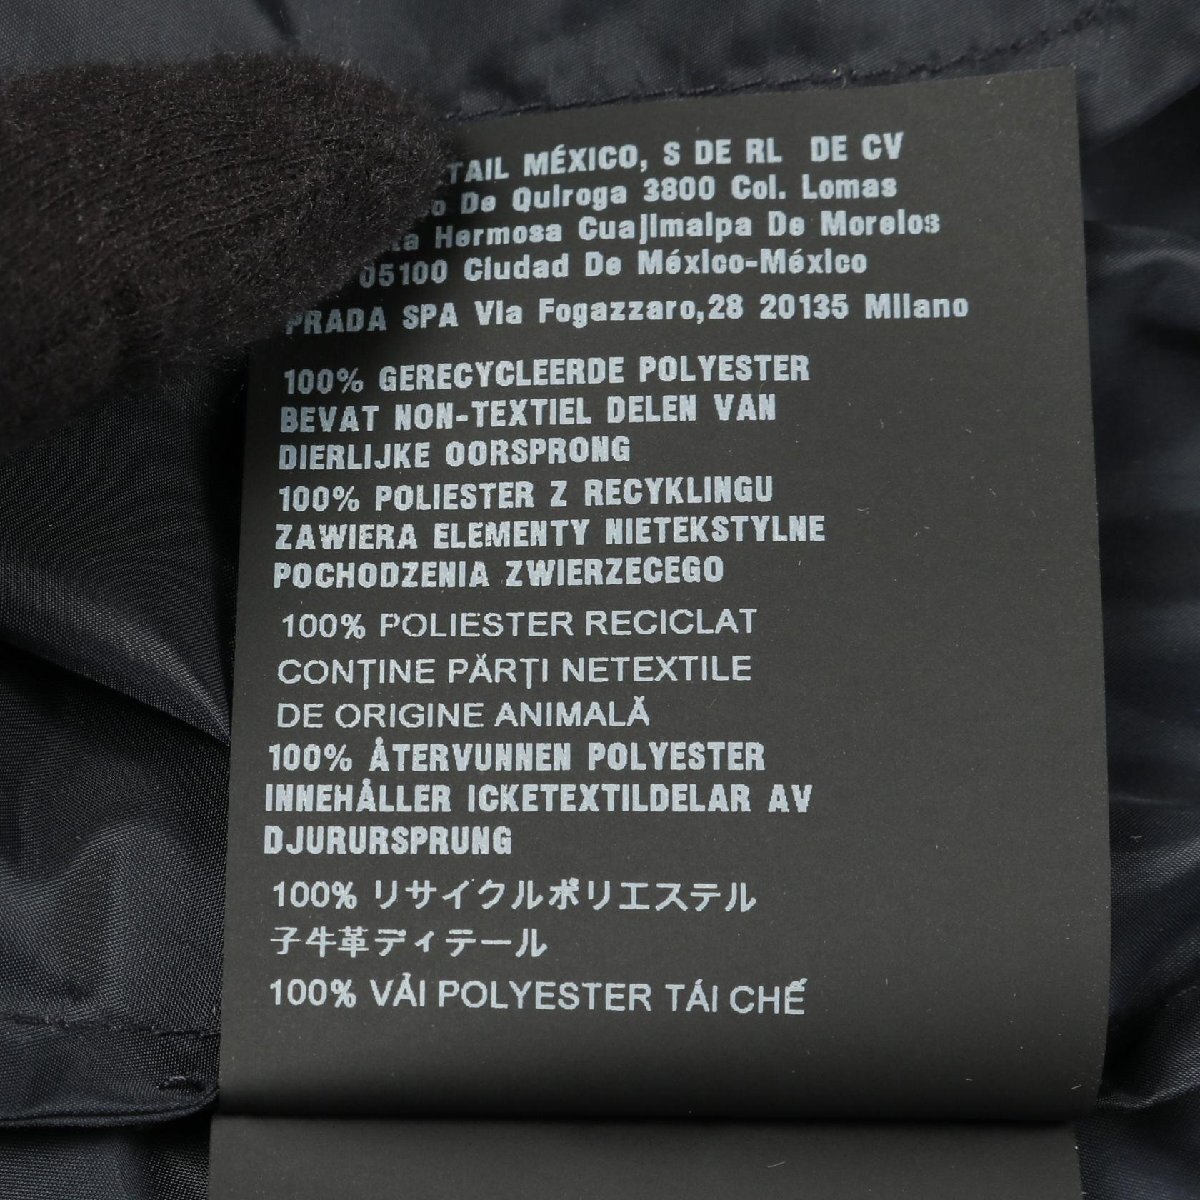 MÉXICO, S DE RL DE CV
De Quiroga 3800 Col. Lomas
Hermosa Cuajimalpa De Morelos
05100 Ciudad De México-México
PRADA SPA Via Fogazzaro,28 20135 Milano
100% GERECYCLEERDE POLYESTER
BEVAT NON-TEXTIEL DELEN VAN
DIERLIJKE OORSPRONG
100% POLIESTER Z RECYKLINGU
ZAWIERA ELEMENTY NIETEKSTYLNE
POCHODZENIA ZWIERZECEGO
100% POLIESTER RECICLAT
CONȚINE PĂRȚI NETEXTILE
DE ORIGINE ANIMALĂ
100% ÅTERVUNNEN POLYESTER
INNEHÅLLER ICKETEXTILDELAR AV
DJURURSPRUNG
100% リサイクルポリエステル
子牛革ディテール
100% VẢI POLYESTER TÁI CHẾ